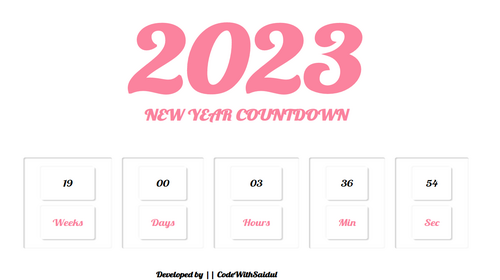 2023
NEW YEAR COUNTDOWN
19 00 03 36 54
Weeks Days Hours Min Sec
Developed by || CodeWithSaidul